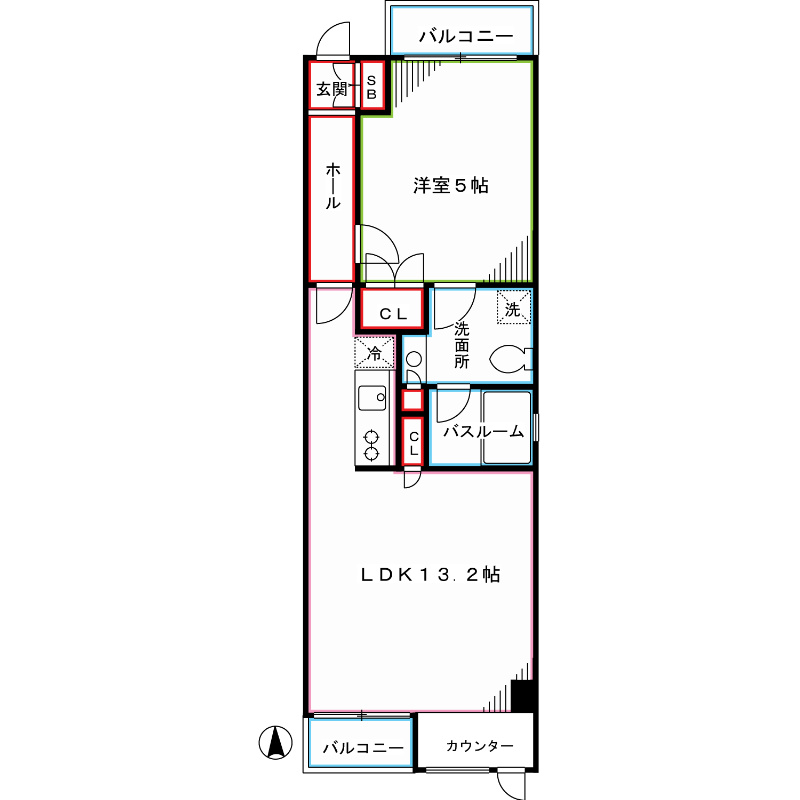 バルコニー
玄関
SB
ホール
洋室5帖
CL
洗
洗面所
冷
バスルーム
CL
LDK13.2帖
バルコニー
カウンター